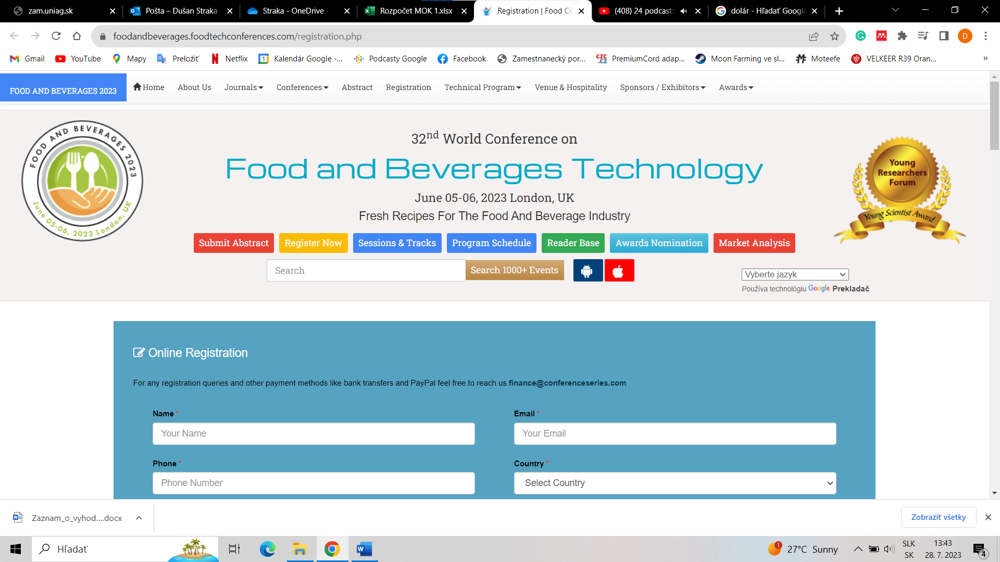 zam.uniag.sk
Pošta – Dušan Straka -
Straka - OneDrive
Rozpočet MOK 1.xlsx
Registration | Food Co
(408) 24 podcast:
dolár - Hľadať Google
foodandbeverages.foodtechconferences.com/registration.php
D
Gmail
YouTube
Mapy
Preložiť
Netflix
Kalendár Google -...
Podcasty Google
Facebook
Zamestnanecký por...
PremiumCord adap...
Moon Farming ve sl...
Moteefe
VELKEER R39 Oran...
»
FOOD AND BEVERAGES 2023
Home
About Us
Journals
Conferences
Abstract
Registration
Technical Program
Venue & Hospitality
Sponsors / Exhibitors
Awards
FOOD AND BEVERAGES 2023
June 05-06, 2023 London, UK
32nd World Conference on
Food and Beverages Technology
June 05-06, 2023 London, UK
Fresh Recipes For The Food And Beverage Industry
Young
Researchers
Forum
Young Scientist Award
Submit Abstract
Register Now
Sessions & Tracks
Program Schedule
Reader Base
Awards Nomination
Market Analysis
Search
Search 1000+ Events
Vyberte jazyk
Používa technológiu Google Prekladač
Online Registration
For any registration queries and other payment methods like bank transfers and PayPal feel free to reach us finance@conferenceseries.com
Name *
Email *
Your Name
Your Email
Phone *
Country *
Phone Number
Select Country
Zaznam_o_vyhod....docx
Zobraziť všetky
Hľadať
1
27°C Sunny
SLK
SK
13:43
28. 7. 2023
4